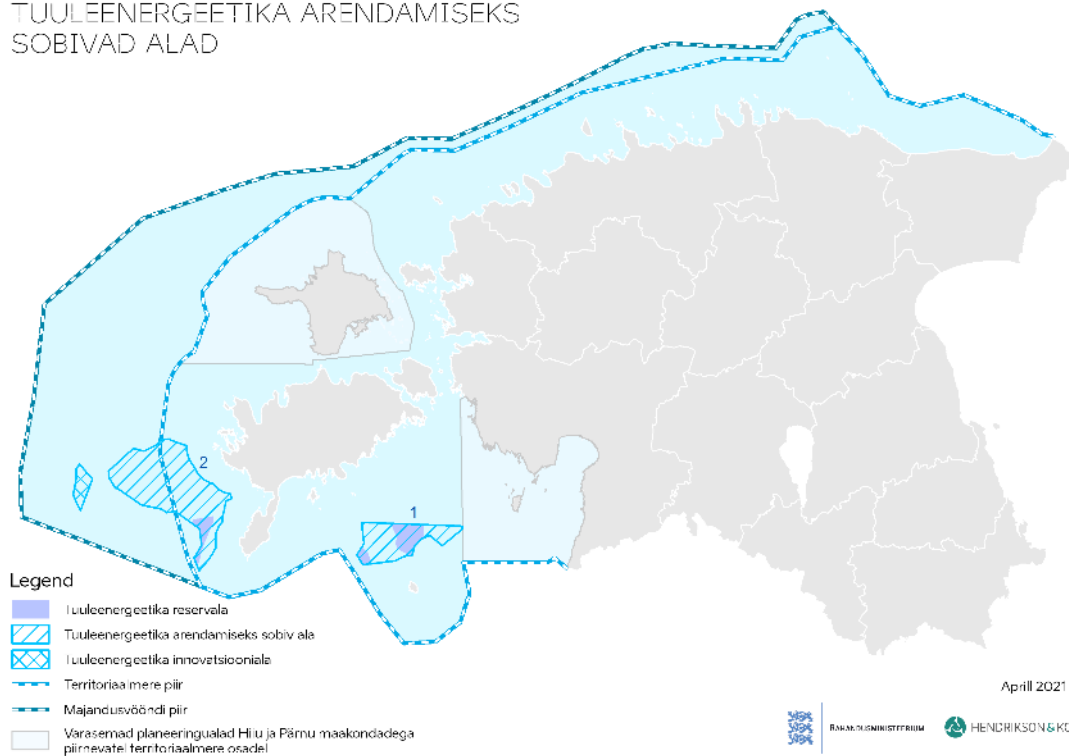 TUULEENERGEETIKA ARENDAMISEKS
SOBIVAD ALAD
2
1
Legend
Tuuleenergeetika reservala
Tuuleenergeetika arendamiseks sobiv ala
Tuuleenergeetika innovatsiooniala
Territoriaalmere piir
Majandusvööndi piir
Varasemad planeeringualad Hiiu ja Pärnu maakondadega
piirnevatel territoriaalmere osadel
Aprill 2021
RAHANDUSMINISTEERIUM
HENDRIKSON & KO